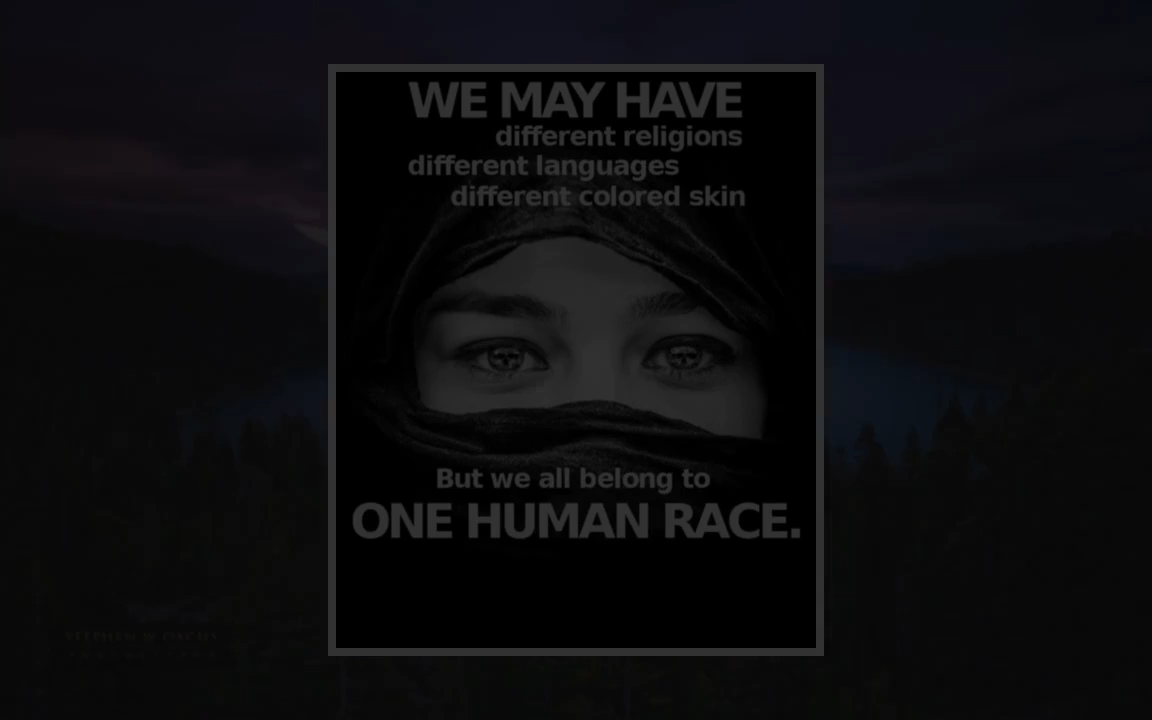 WE MAY HAVE
different religions
different languages
different colored skin
But we all belong to
ONE HUMAN RACE.